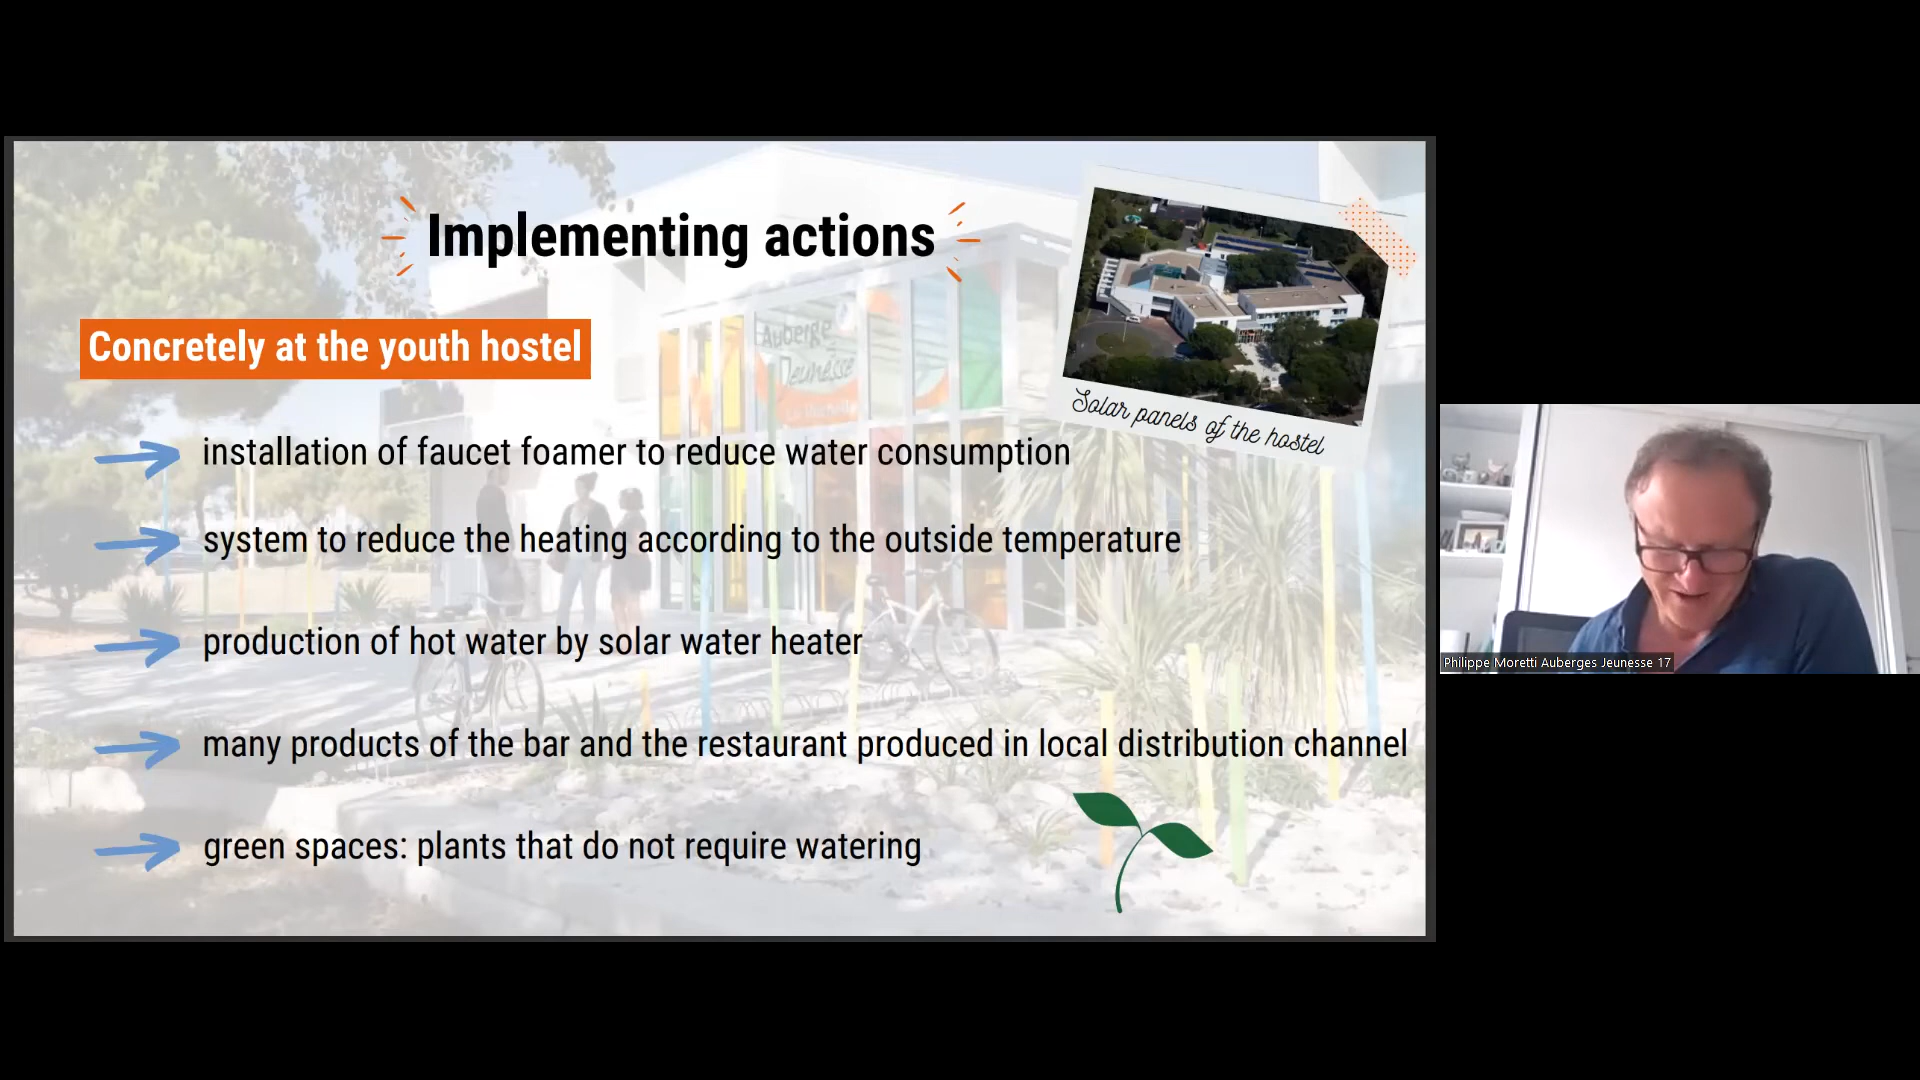 Implementing actions
Concretely at the youth hostel
Auberge
Jeunesse
Solar panels of the hostel
installation of faucet foamer to reduce water consumption
system to reduce the heating according to the outside temperature
production of hot water by solar water heater
many products of the bar and the restaurant produced in local distribution channel
green spaces: plants that do not require watering
Philippe Moretti Auberges Jeunesse 17